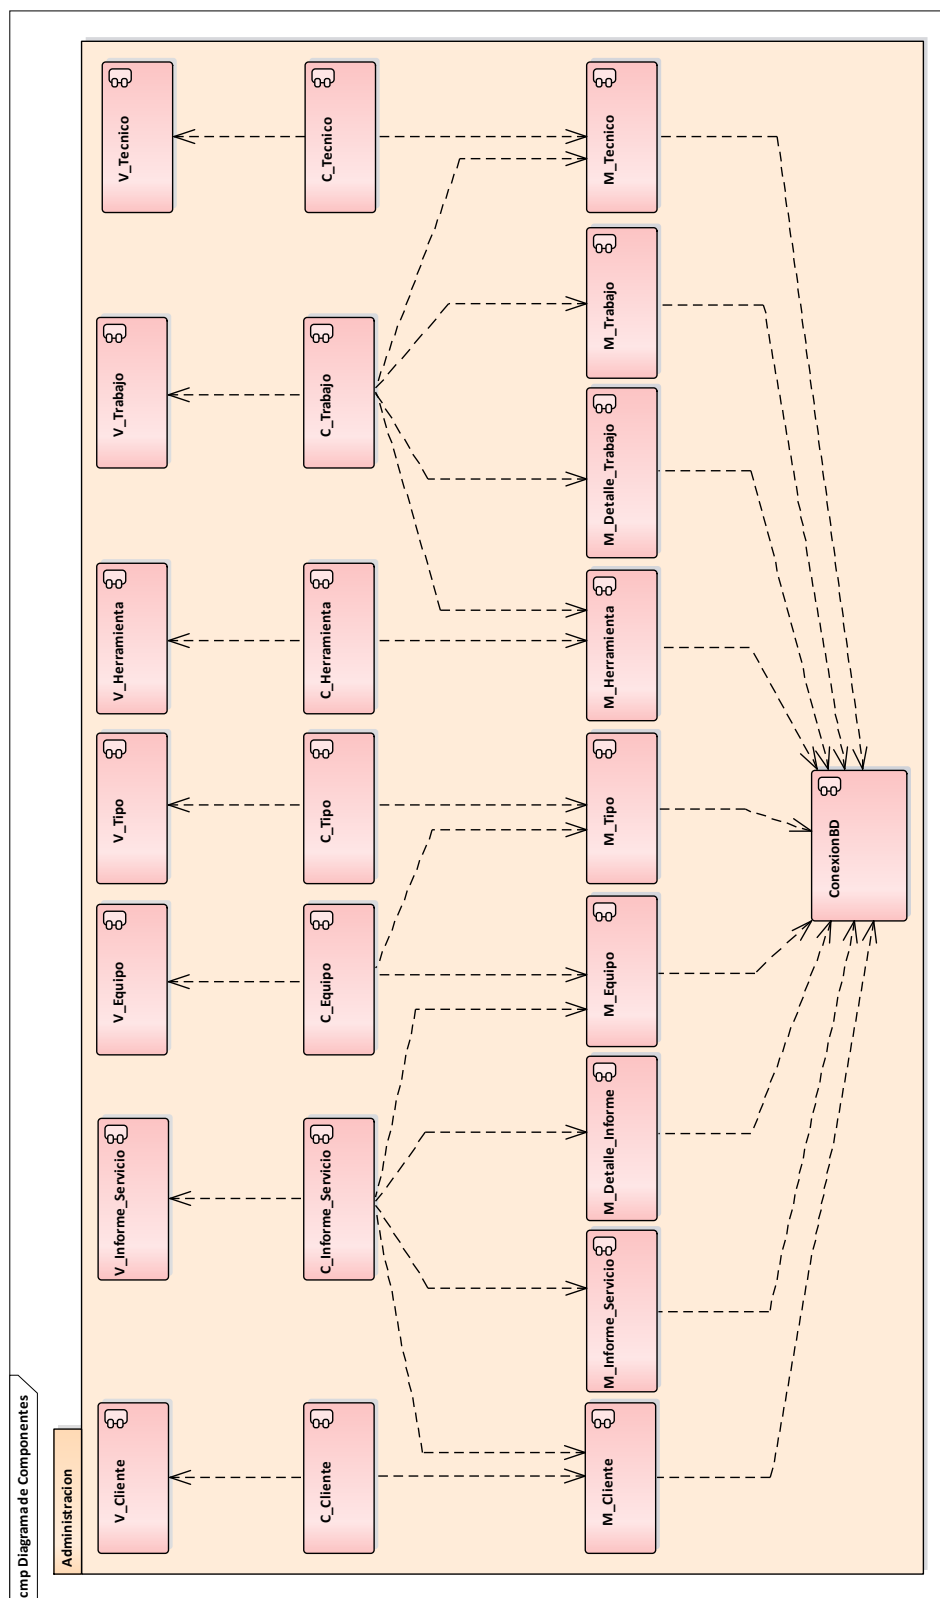 cmp Diagrama de Componentes
Administracion
V_Cliente
V_Informe_Servicio
V_Equipo
V_Tipo
V_Herramienta
V_Trabajo
V_Tecnico
C_Cliente
C_Informe_Servicio
C_Equipo
C_Tipo
C_Herramienta
C_Trabajo
C_Tecnico
M_Cliente
M_Informe_Servicio
M_Detalle_Informe
M_Equipo
M_Tipo
M_Herramienta
M_Detalle_Trabajo
M_Trabajo
M_Tecnico
ConexionBD